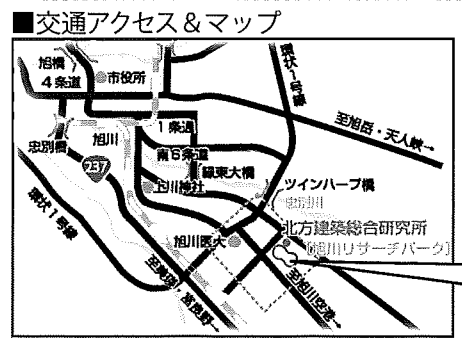 ■交通アクセス＆マップ
環状1号線
旭橋
市役所
4条道
至旭岳・天人峡→
1条通
忠別橋
旭川
南6条道
緑東大橋
237
ツインハープ橋
上川神社
忠別川
環状1号線
北方建築総合研究所
旭川医大
[旭川リサーチパーク]
至美瑛・富良野→
至旭川空港→